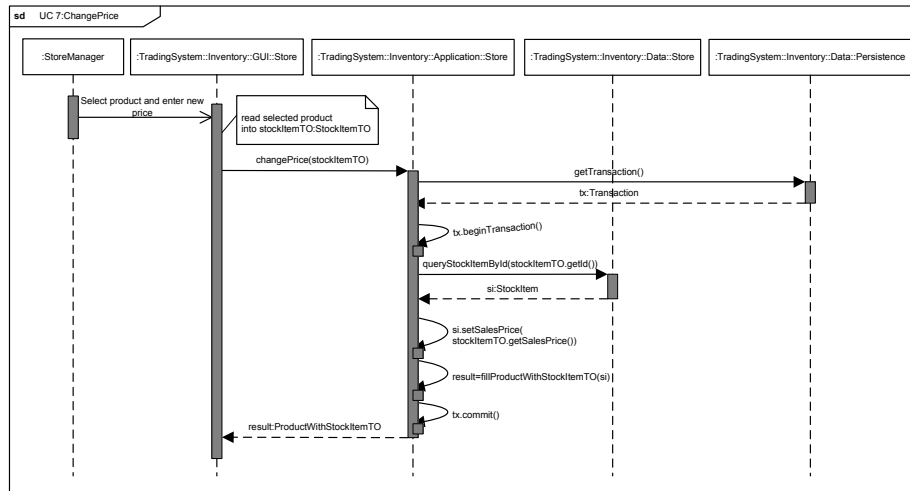 sd UC 7:ChangePrice
:StoreManager
:TradingSystem::Inventory::GUI::Store
:TradingSystem::Inventory::Application::Store
:TradingSystem::Inventory::Data::Store
:TradingSystem::Inventory::Data::Persistence
Select product and enter new
price
read selected product
into stockItemTO:StockItemTO
changePrice(stockItemTO)
getTransaction()
tx:Transaction
tx.beginTransaction()
queryStockItemById(stockItemTO.getId())
si:StockItem
si.setSalesPrice(
stockItemTO.getSalesPrice())
result=fillProductWithStockItemTO(si)
tx.commit()
result:ProductWithStockItemTO